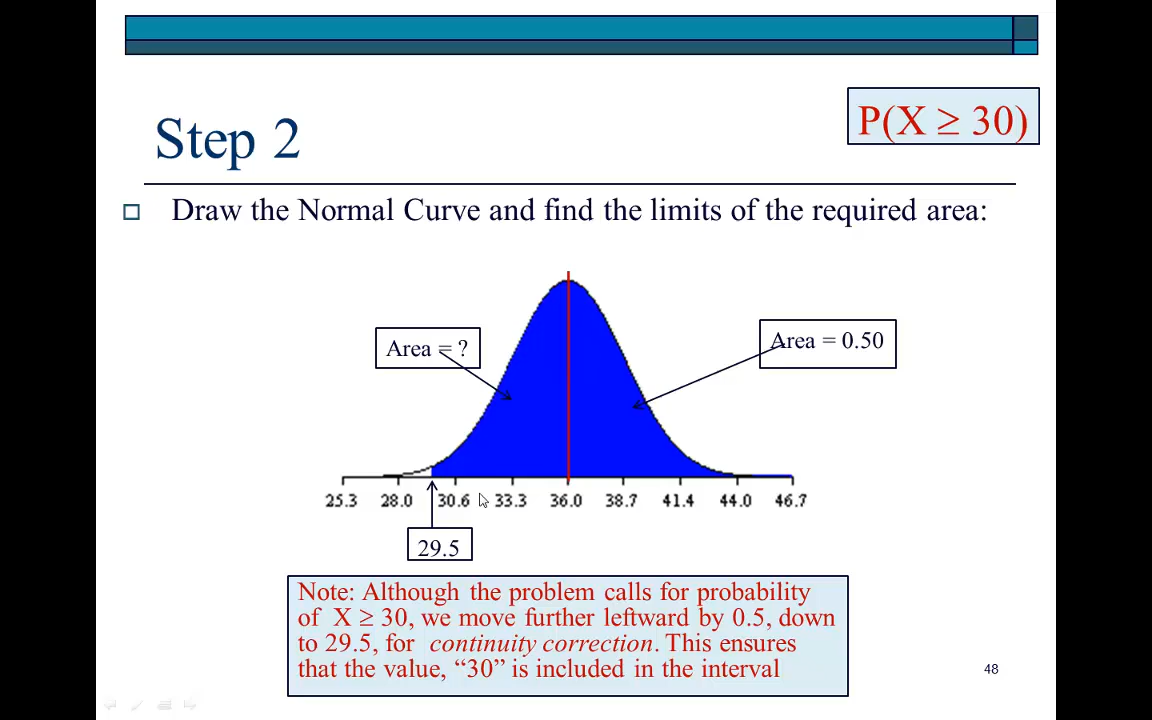 P(X ≥ 30)
Step 2
Draw the Normal Curve and find the limits of the required area:
Area = ?
Area = 0.50
25.3 28.0 30.6 33.3 36.0 38.7 41.4 44.0 46.7
29.5
Note: Although the problem calls for probability
of X ≥ 30, we move further leftward by 0.5, down
to 29.5, for continuity correction. This ensures
that the value, “30” is included in the interval
48